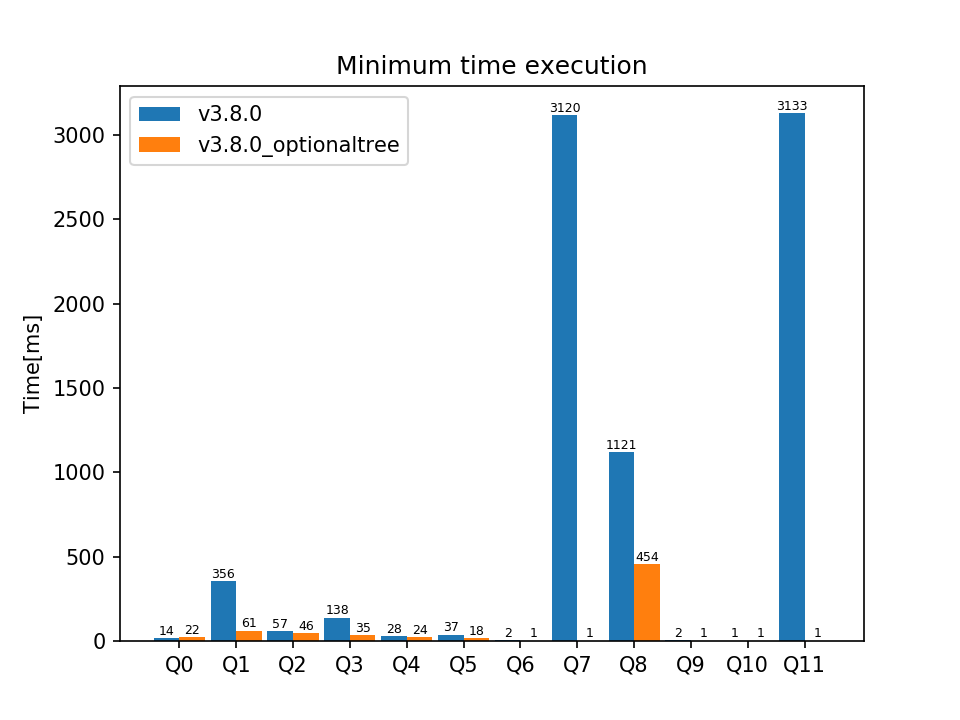 Minimum time execution
v3.8.0
v3.8.0_optionaltree
Time[ms]
3000
2500
2000
1500
1000
500
0
14
22
356
61
57
46
138
35
28
24
37
18
2
1
3120
1
1121
454
2
1
1
1
3133
1
Q0
Q1
Q2
Q3
Q4
Q5
Q6
Q7
Q8
Q9
Q10
Q11